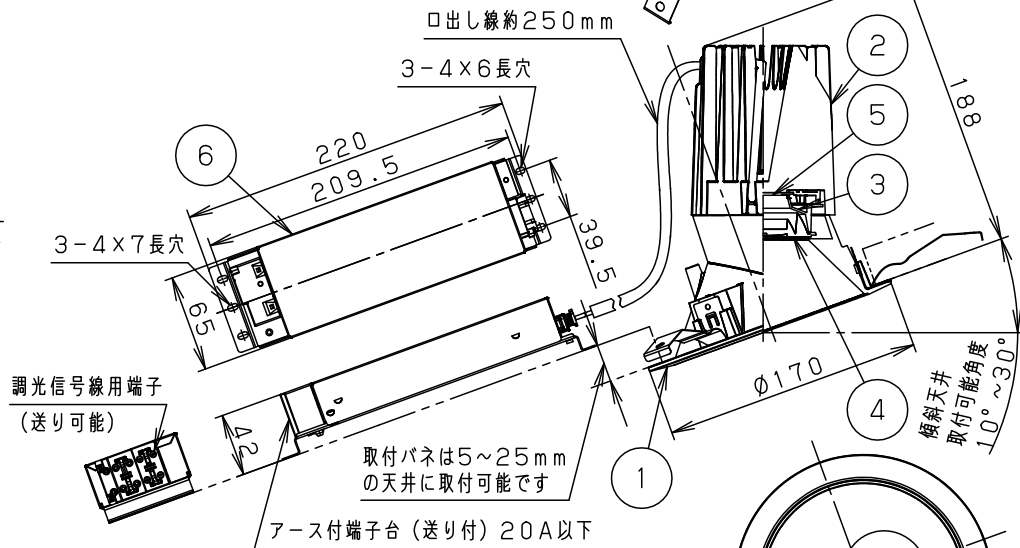 口出し線約250mm
3-4×6長穴
220
209.5
39.5
3-4×7長穴
65
調光信号線用端子
(送り可能)
42
取付バネは5~25mm
の天井に取付可能です
アース付端子台(送り付)20A以下
188
Ø170
傾斜天井
取付可能角度
10°~30°
1
2
3
4
5
6